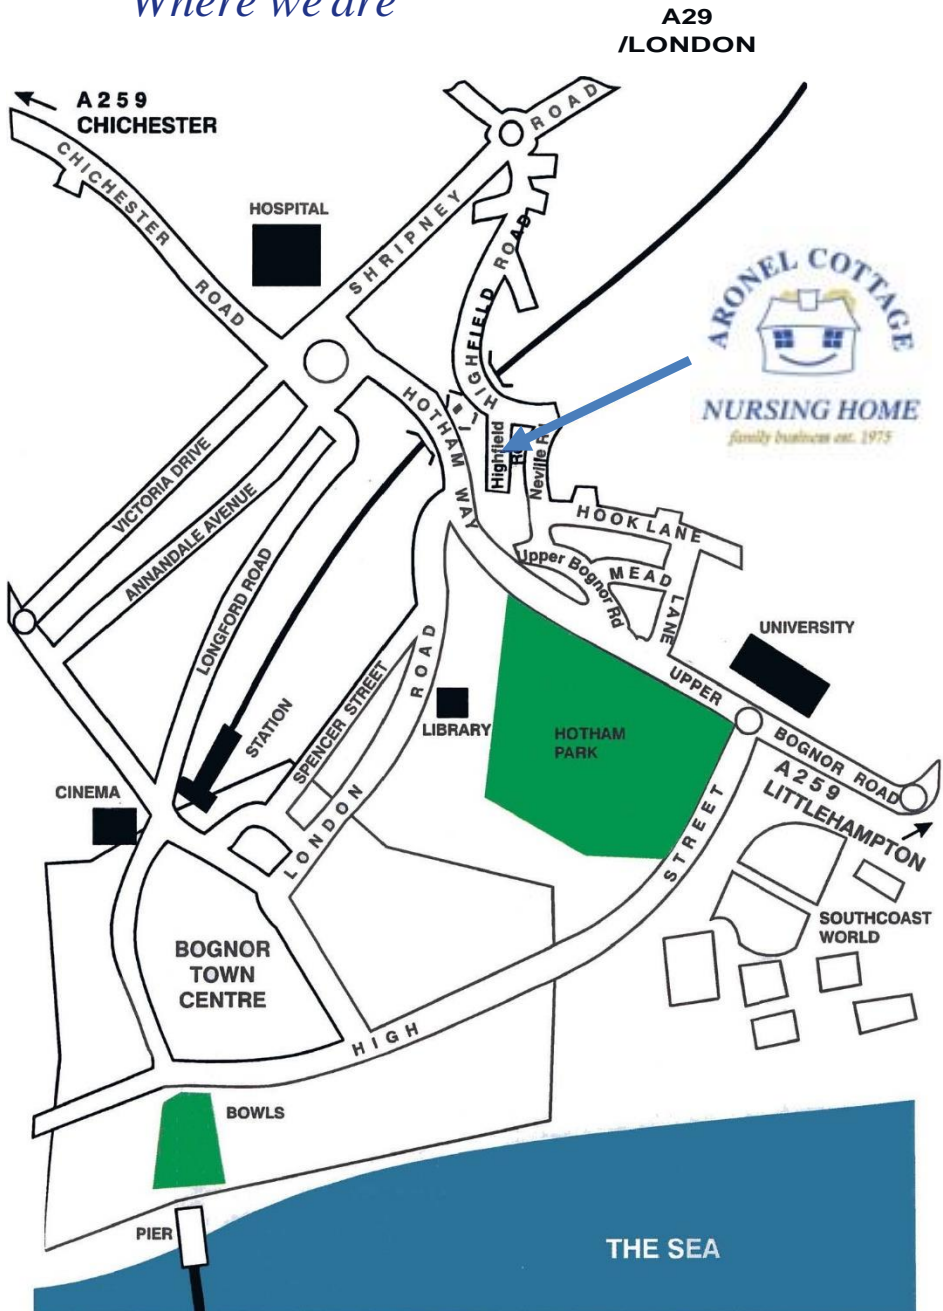 Where we are
A29
/LONDON
A259
CHICHESTER
CHICHESTER
ROAD
HOSPITAL
SHRIPNEY
ROAD
HIGHFIELD ROAD
ARONEL COTTAGE
NURSING HOME
family business est. 1975
HOTHAM WAY
Highfield
Neville
VICTORIA DRIVE
ANNANDALE AVENUE
LONGFORD ROAD
HOOK LANE
Upper Bognor Rd
MEAD
LANE
UNIVERSITY
STATION
SPENCER STREET
LONDON
ROAD
LIBRARY
HOTHAM
PARK
UPPER
BOGNOR ROAD
A259
LITTLEHAMPTON
CINEMA
HIGH
STREET
SOUTHCOAST
WORLD
BOGNOR
TOWN
CENTRE
BOWLS
PIER
THE SEA